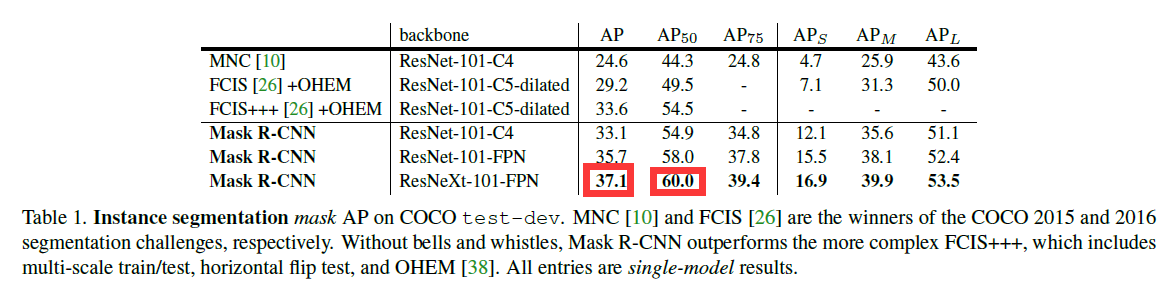 backbone AP AP50 AP75 APS APM APL
MNC [10] ResNet-101-C4 24.6 44.3 24.8 4.7 25.9 43.6
FCIS [26] +OHEM ResNet-101-C5-dilated 29.2 49.5 - 7.1 31.3 50.0
FCIS+++ [26] +OHEM ResNet-101-C5-dilated 33.6 54.5 - - - -
Mask R-CNN ResNet-101-C4 33.1 54.9 34.8 12.1 35.6 51.1
Mask R-CNN ResNet-101-FPN 35.7 58.0 37.8 15.5 38.1 52.4
Mask R-CNN ResNeXt-101-FPN 37.1 60.0 39.4 16.9 39.9 53.5
Table 1. Instance segmentation mask AP on COCO test-dev. MNC [10] and FCIS [26] are the winners of the COCO 2015 and 2016
segmentation challenges, respectively. Without bells and whistles, Mask R-CNN outperforms the more complex FCIS+++, which includes
multi-scale train/test, horizontal flip test, and OHEM [38]. All entries are single-model results.